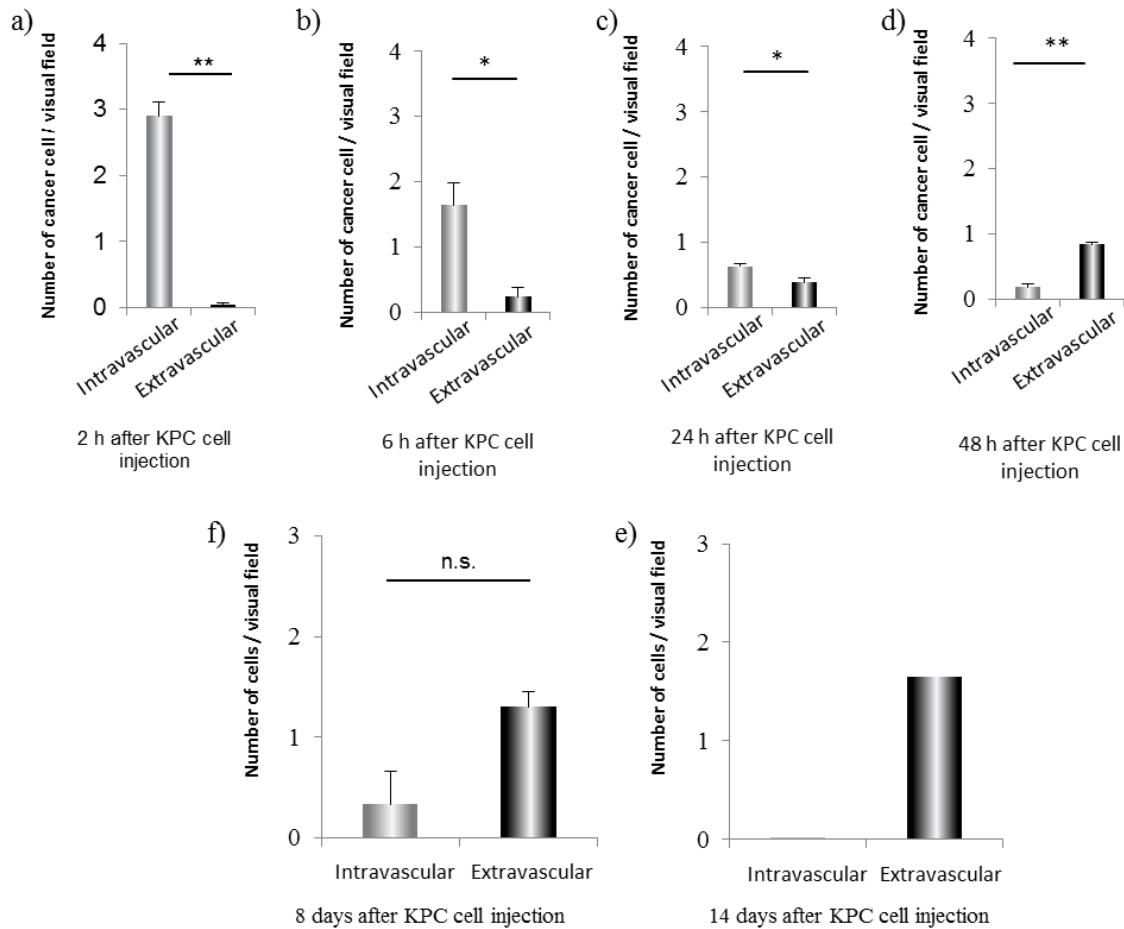 a)
Number of cancer cell / visual field
4
3
2
1
0
**
Intravascular
Extravascular
2 h after KPC cell
injection
b)
Number of cancer cell / visual field
4
3
2
1
0
*
Intravascular
Extravascular
6 h after KPC cell
injection
c)
Number of cancer cell / visual field
4
3
2
1
0
*
Intravascular
Extravascular
24 h after KPC cell
injection
d)
Number of cancer cell / visual field
4
3
2
1
0
**
Intravascular
Extravascular
48 h after KPC cell
injection
f)
Number of cells / visual field
3
2
1
0
n.s.
Intravascular
Extravascular
8 days after KPC cell injection
e)
Number of cells / visual field
3
2
1
0
Intravascular
Extravascular
14 days after KPC cell injection